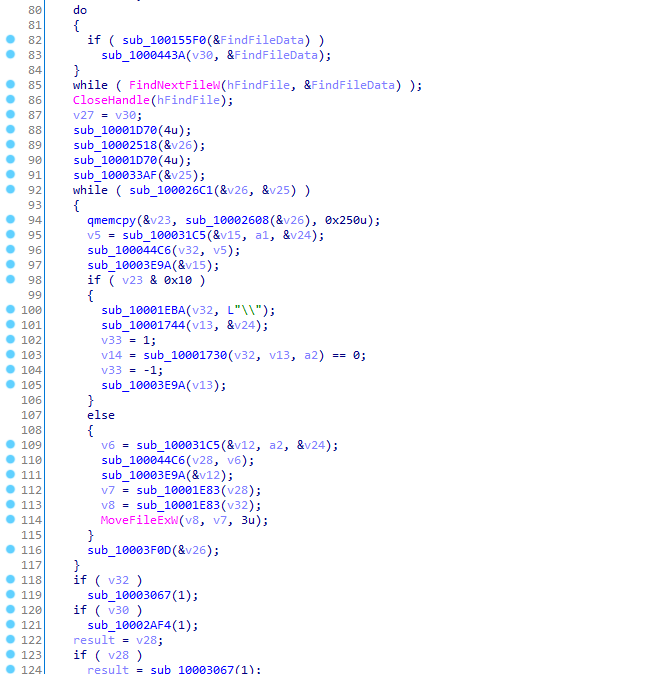 80 do
81 {
82 if ( sub_100155F0(&FindFileData) )
83 sub_1000443A(v30, &FindFileData);
84 }
85 while ( FindNextFileW(hFindFile, &FindFileData) );
86 CloseHandle(hFindFile);
87 v27 = v30;
88 sub_10001D70(4u);
89 sub_10002518(&v26);
90 sub_10001D70(4u);
91 sub_100033AF(&v25);
92 while ( sub_100026C1(&v26, &v25) )
93 {
94 qmemcpy(&v23, sub_10002608(&v26), 0x250u);
95 v5 = sub_100031C5(&v15, a1, &v24);
96 sub_100044C6(v32, v5);
97 sub_10003E9A(&v15);
98 if ( v23 & 0x10 )
99 {
100 sub_10001EBA(v32, L"\\");
101 sub_10001744(v13, &v24);
102 v33 = 1;
103 v14 = sub_10001730(v32, v13, a2) == 0;
104 v33 = -1;
105 sub_10003E9A(v13);
106 }
107 else
108 {
109 v6 = sub_100031C5(&v12, a2, &v24);
110 sub_100044C6(v28, v6);
111 sub_10003E9A(&v12);
112 v7 = sub_10001E83(v28);
113 v8 = sub_10001E83(v32);
114 MoveFileExW(v8, v7, 3u);
115 }
116 sub_10003F0D(&v26);
117 }
118 if ( v32 )
119 sub_10003067(1);
120 if ( v30 )
121 sub_10002AF4(1);
122 result = v28;
123 if ( v28 )
124 result = sub_10003067(1);